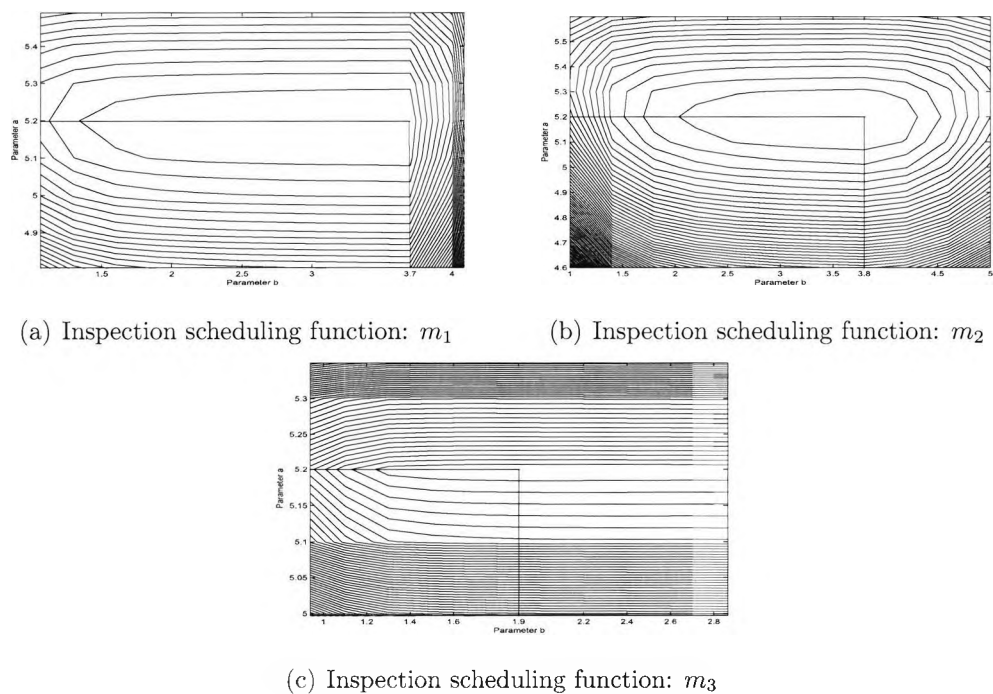 5.4
5.3
5.2
5.1
5
4.9
Parameter a
1.5 2 2.5 3 3.7 4
Parameter b
(a) Inspection scheduling function: m₁
5.5
5.4
5.3
5.2
5.1
5
4.9
4.8
4.7
4.6
Parameter a
1 1.5 2 2.5 3 3.8 4.5 5
Parameter b
(b) Inspection scheduling function: m₂
5.3
5.25
5.2
5.15
5.1
5.05
5
Parameter a
1 1.2 1.4 1.6 1.9 2.2 2.4 2.6 2.8
Parameter b
(c) Inspection scheduling function: m₃